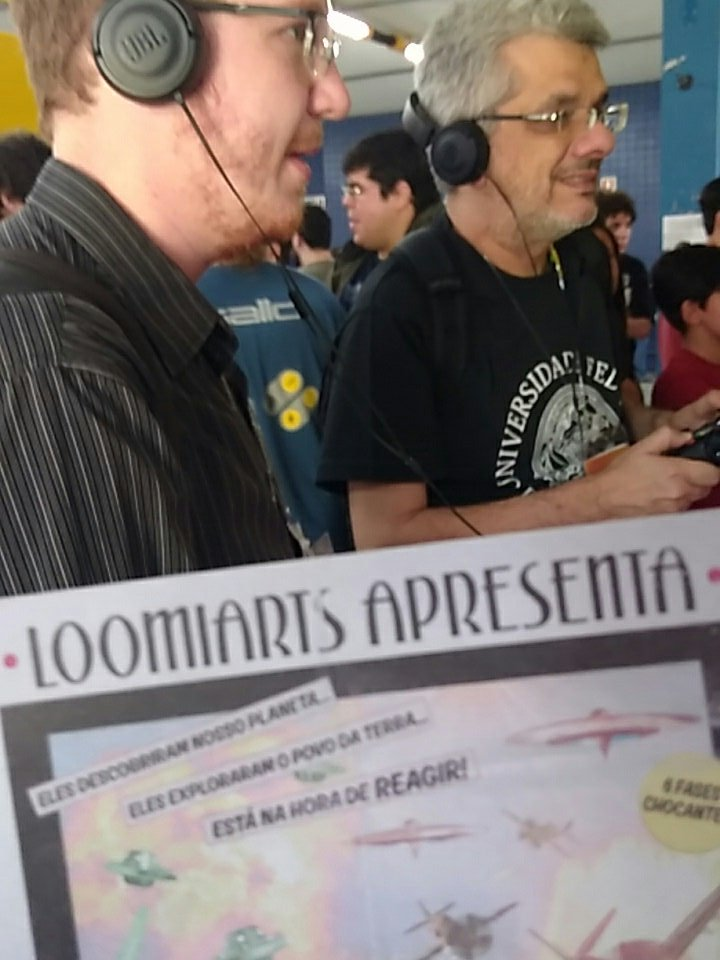 JBL
UNIVERSIDADE FEL
LOOMIARTS APRESENTA
ELES DESCOBRIRAM NOSSO PLANETA...
ELES EXPLORARAM O POVO DA TERRA...
ESTÁ NA HORA DE REAGIR!
6 FASES
CHOCANTE